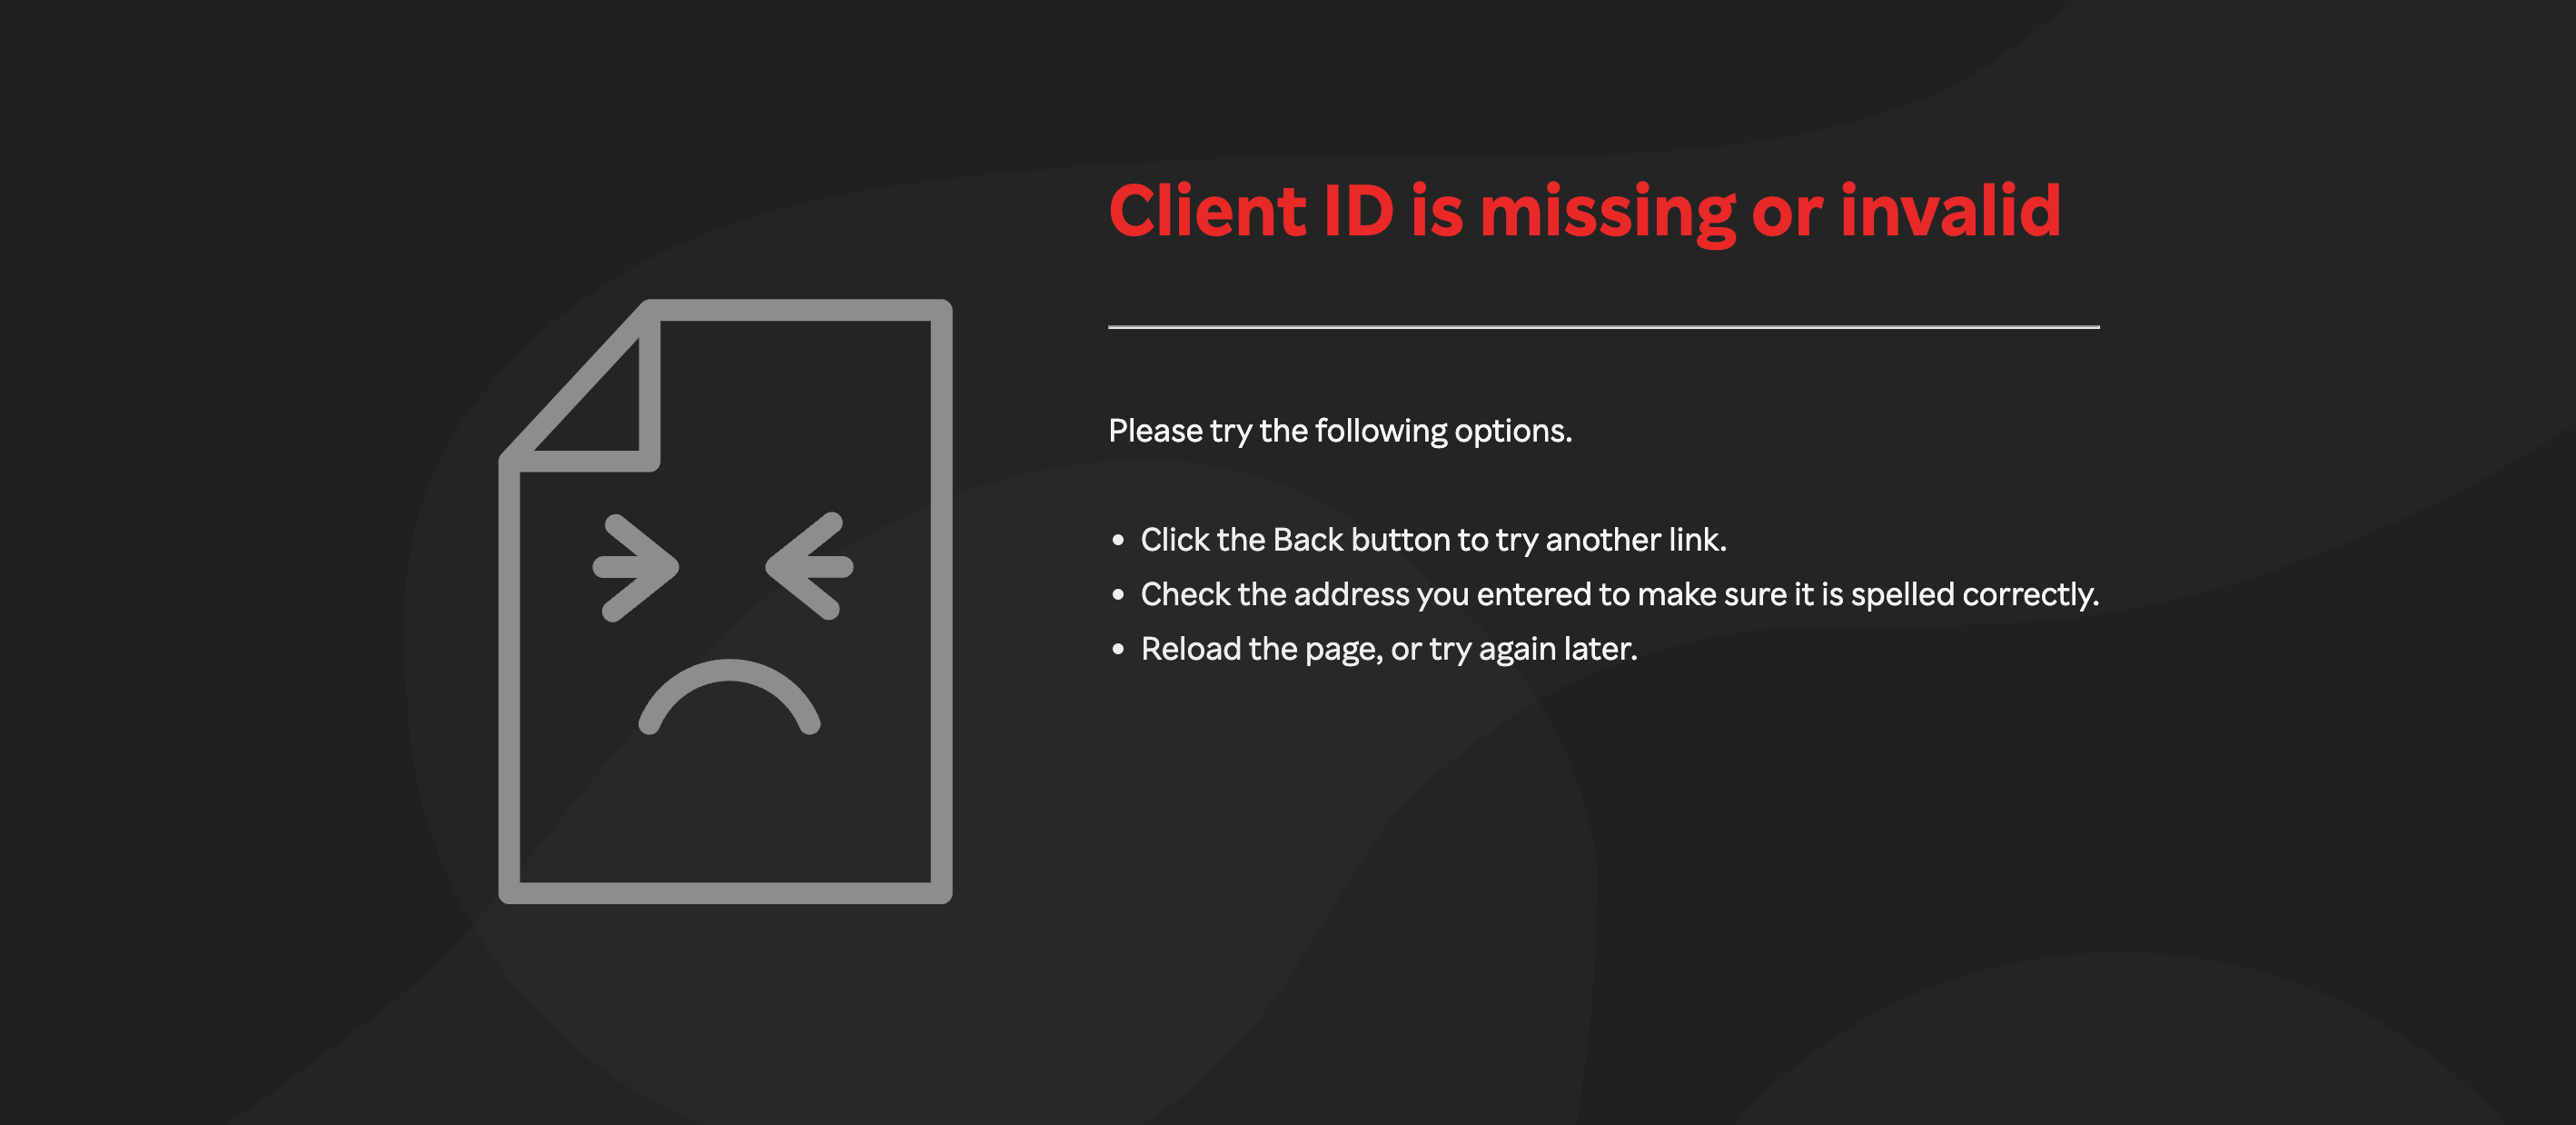 Client ID is missing or invalid
Please try the following options.
• Click the Back button to try another link.
• Check the address you entered to make sure it is spelled correctly.
• Reload the page, or try again later.